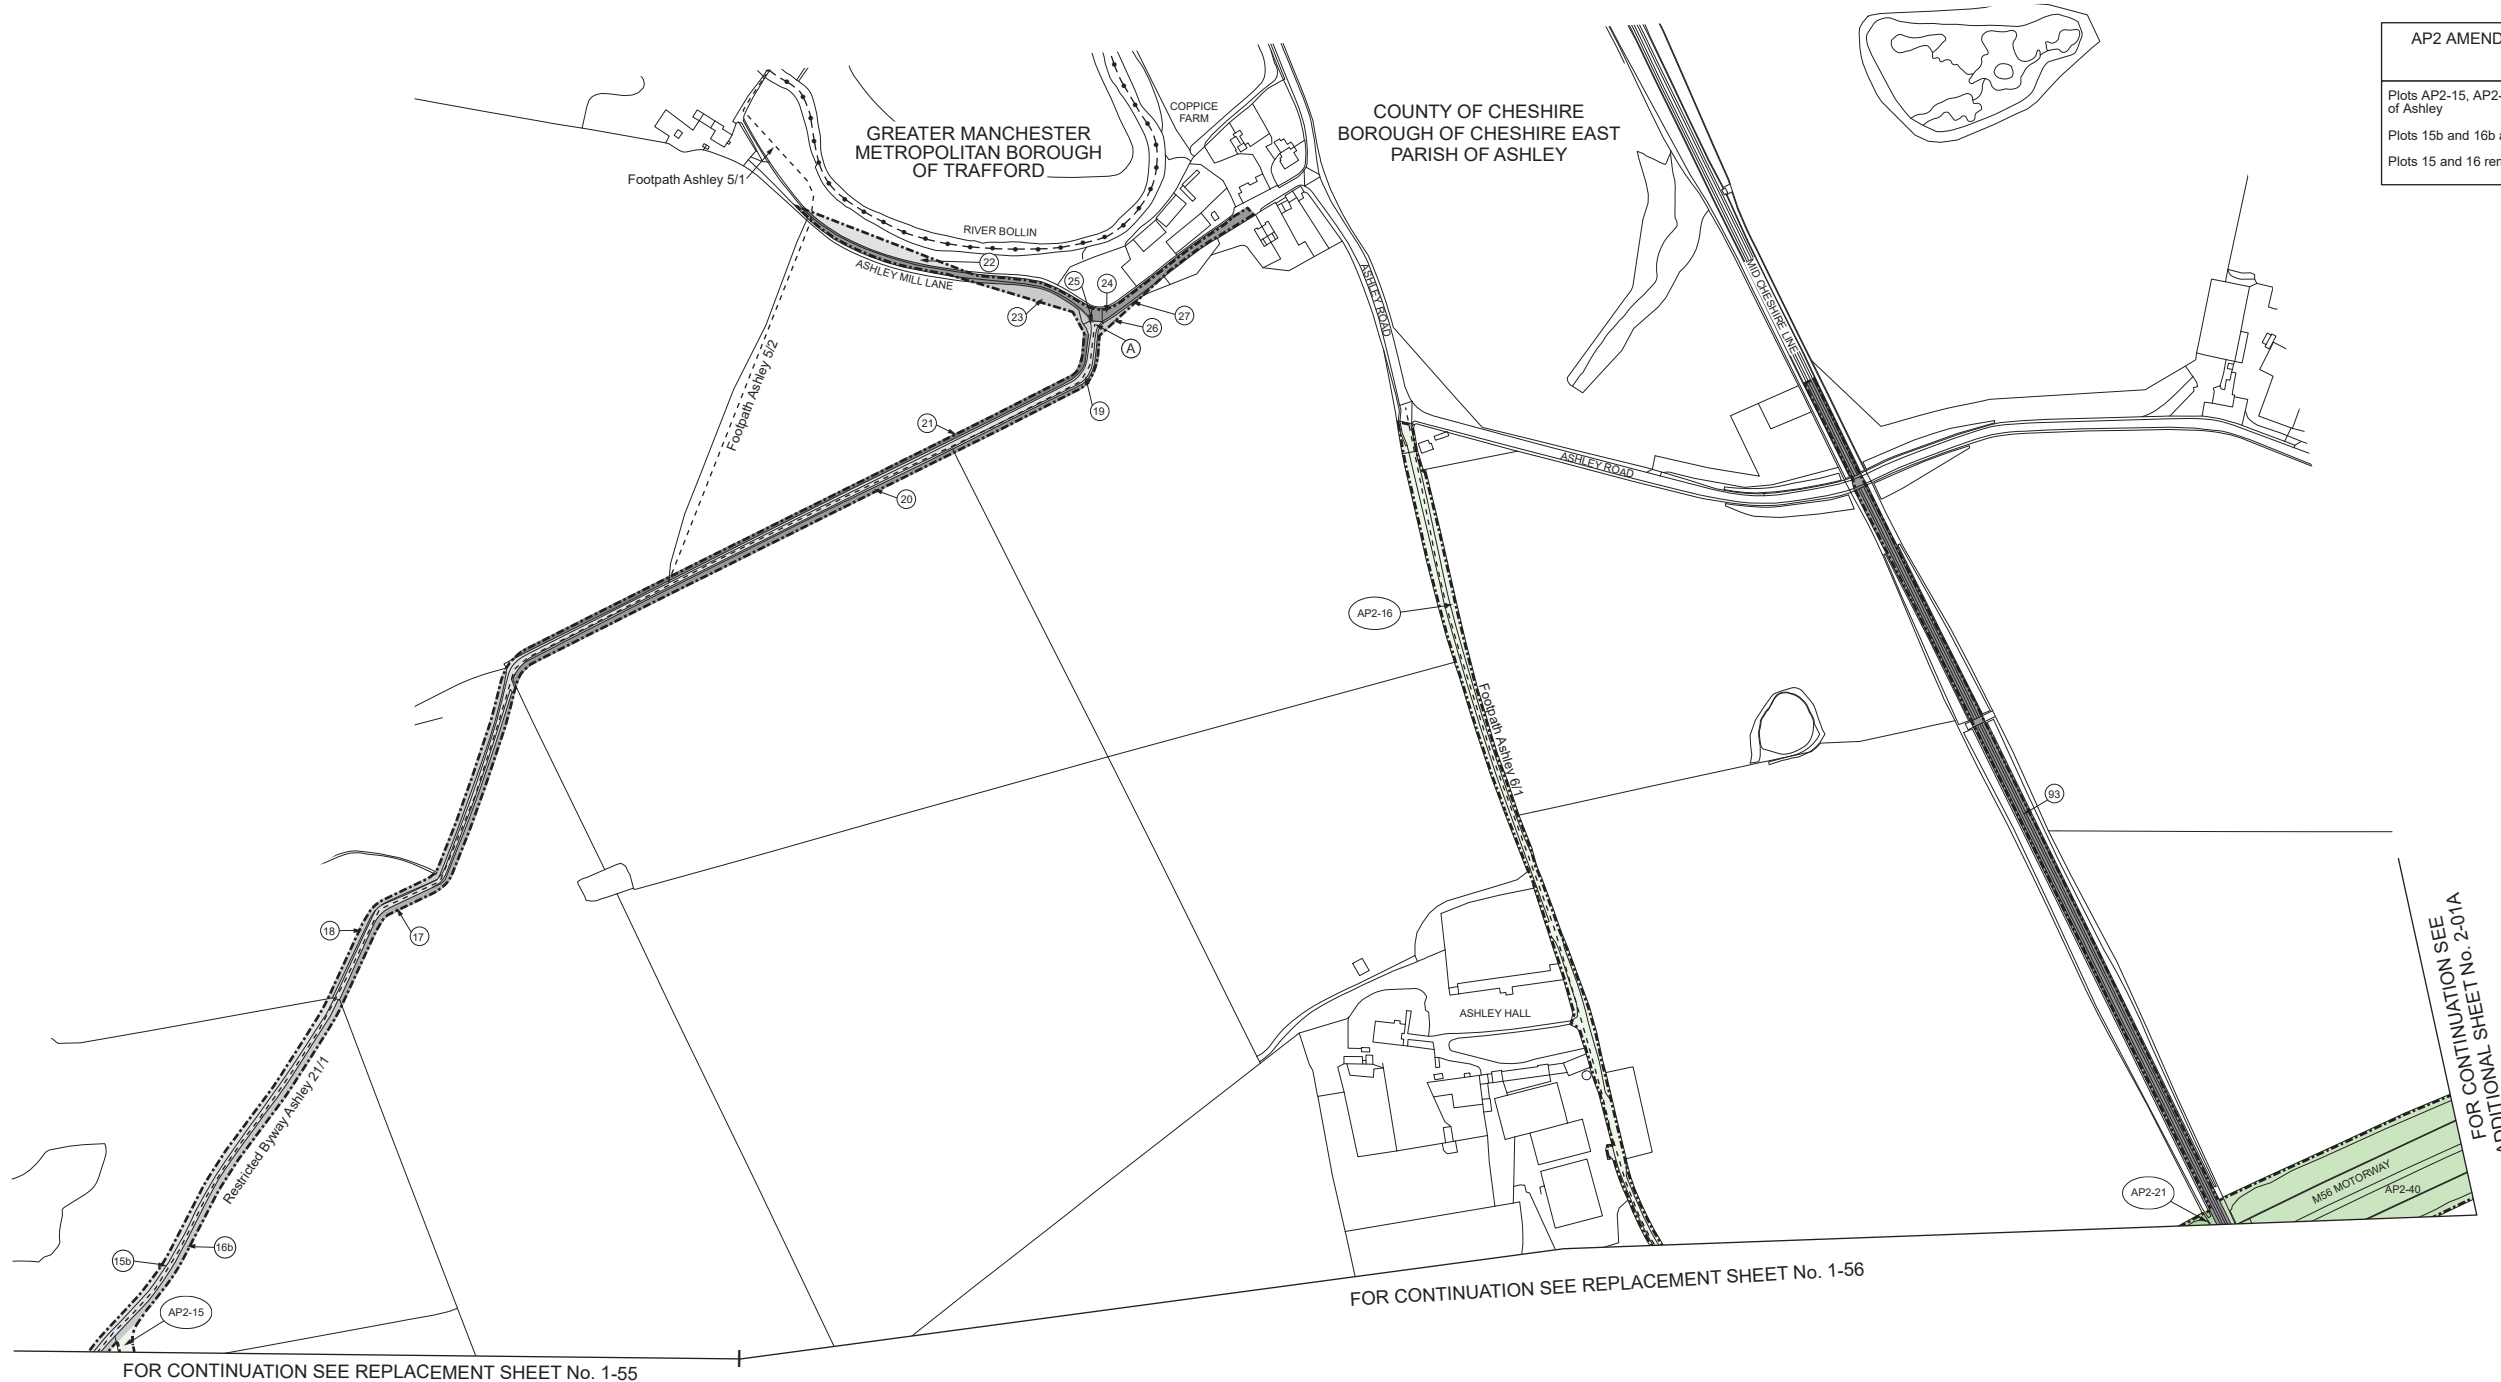 AP2 AMEND
Plots AP2-15, AP2-
of Ashley
Plots 15b and 16b a
Plots 15 and 16 rem
COPPICE
FARM
GREATER MANCHESTER
METROPOLITAN BOROUGH
OF TRAFFORD
COUNTY OF CHESHIRE
BOROUGH OF CHESHIRE EAST
PARISH OF ASHLEY
Footpath Ashley 5/1
RIVER BOLLIN
22
ASHLEY MILL LANE
25
24
23
27
26
A
ASHLEY ROAD
MID CHESHIRE LINE
Footpath Ashley 5/2
19
21
20
ASHLEY ROAD
AP2-16
Footpath Ashley 6/1
93
18
17
ASHLEY HALL
Restricted Byway Ashley 21/1
15b
16b
AP2-15
M56 MOTORWAY
AP2-40
AP2-21
FOR CONTINUATION SEE
ADDITIONAL SHEET No. 2-01A
FOR CONTINUATION SEE REPLACEMENT SHEET No. 1-56
FOR CONTINUATION SEE REPLACEMENT SHEET No. 1-55